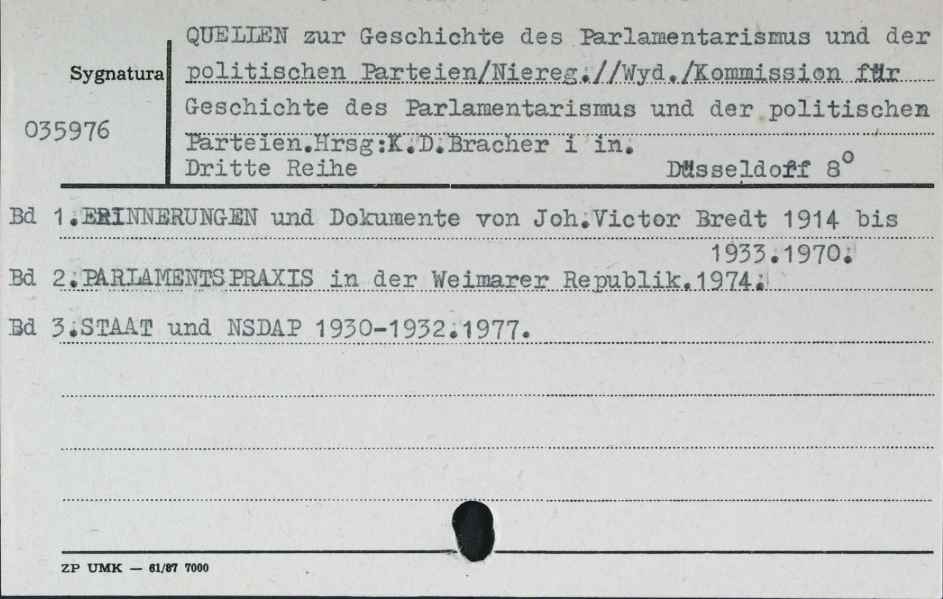 QUELLEN zur Geschichte des Parlamentarismus und der
Sygnatura politischen Parteien/Niereg.//Wyd./Kommission für
Geschichte des Parlamentarismus und der politischen
035976
Parteien.Hrsg:K.D.Bracher i in.
Dritte Reihe Düsseldorf 8°
Bd 1.ERINNERUNGEN und Dokumente von Joh.Victor Bredt 1914 bis
1933.1970.
Bd 2.PARLAMENTSPRAXIS in der Weimarer Republik.1974.
Bd 3.STAAT und NSDAP 1930-1932.1977.
ZP UMK — 61/87 7000